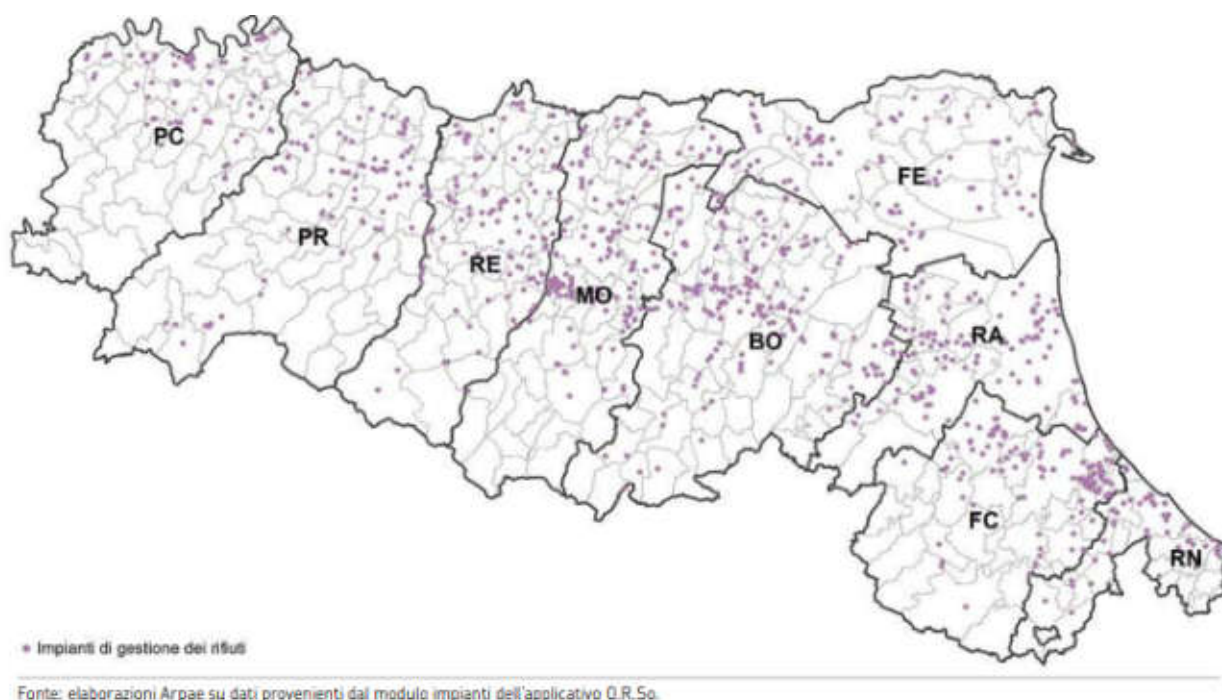 PC
PR
RE
MO
BO
FE
RA
FC
RN
Impianti di gestione dei rifiuti
Fonte: elaborazioni Arpae su dati provenienti dal modulo impianti dell'applicativo O.R.So.